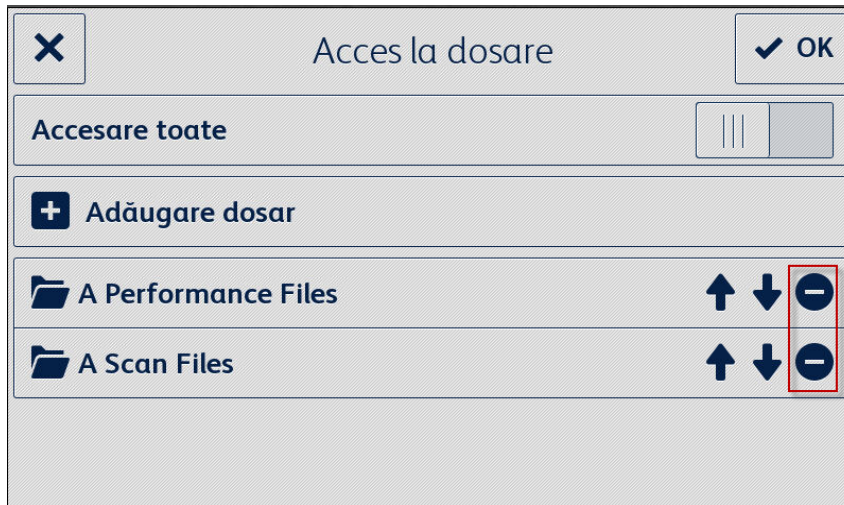 Acces la dosare
OK
Accesare toate
Adăugare dosar
A Performance Files
A Scan Files